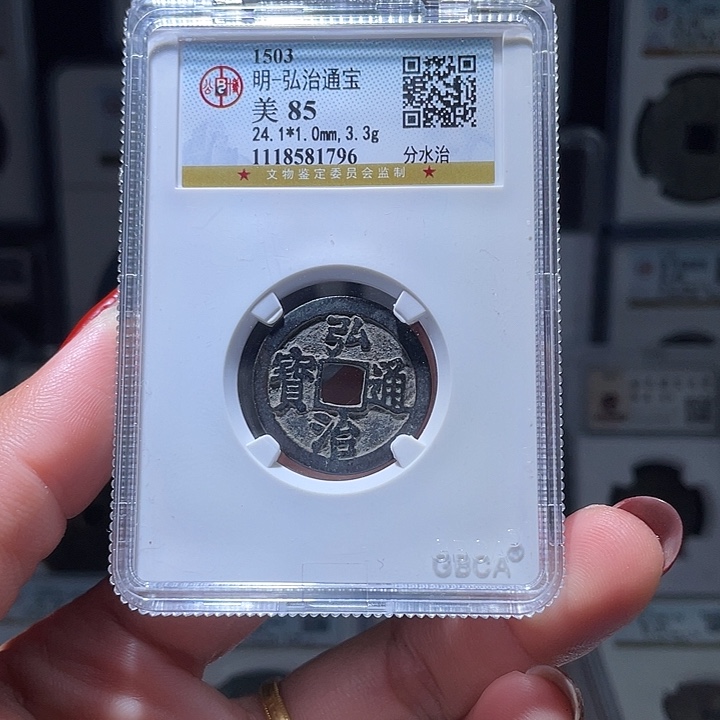 1503
明-弘治通宝
美 85
24.1*1.0mm,3.3g
1118581796 分水治
★ 文物鉴定委员会监制 ★
弘
寶 通
治
GBCA